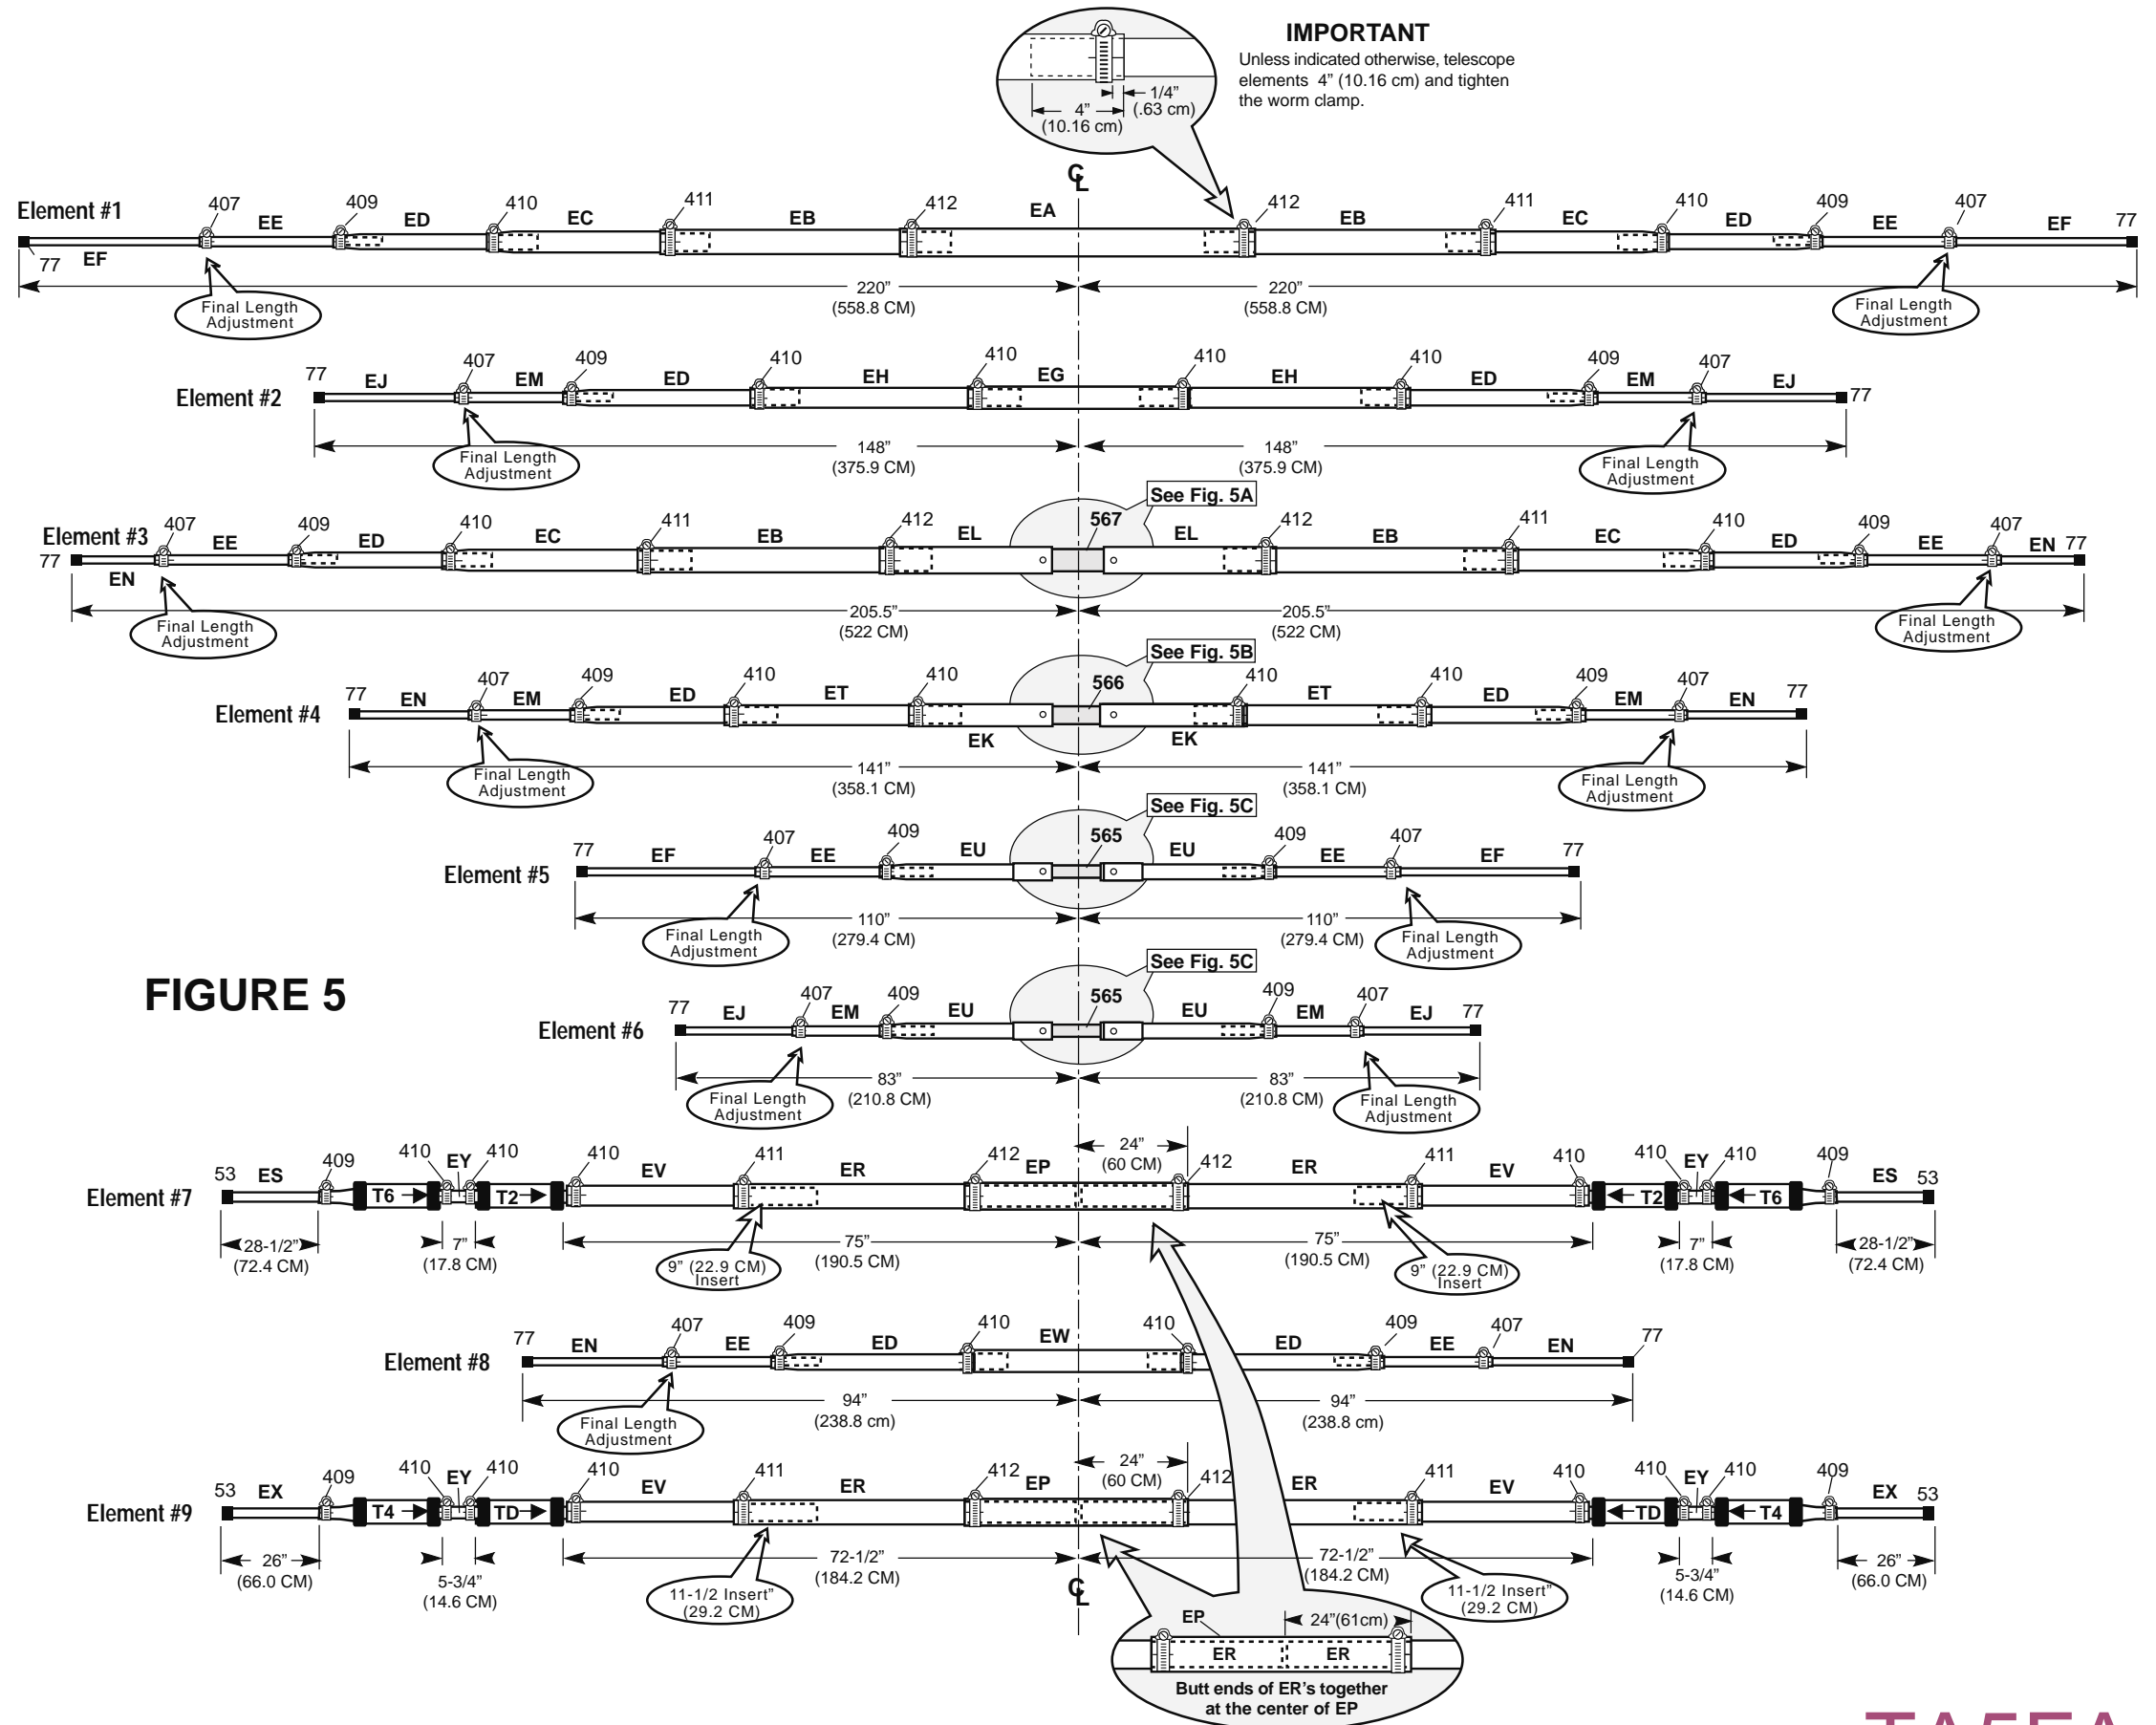 IMPORTANT
Unless indicated otherwise, telescope
elements 4” (10.16 cm) and tighten
the worm clamp.
1/4”
(.63 cm)
4”
(10.16 cm)
CL
Element #1
77 EF 407 EE 409 ED 410 EC 411 EB 412 EA 412 EB 411 EC 410 ED 409 EE 407 EF 77
220” 220”
(558.8 CM) (558.8 CM)
Final Length
Adjustment
Final Length
Adjustment
Element #2
77 EJ 407 EM 409 ED 410 EH 410 EG 410 EH 410 ED 409 EM 407 EJ 77
148” 148”
(375.9 CM) (375.9 CM)
Final Length
Adjustment
Final Length
Adjustment
See Fig. 5A
Element #3
77 EN 407 EE 409 ED 410 EC 411 EB 412 EL 567 EL 412 EB 411 EC 410 ED 409 EE 407 EN 77
205.5” 205.5”
(522 CM) (522 CM)
Final Length
Adjustment
Final Length
Adjustment
See Fig. 5B
Element #4
77 EN 407 EM 409 ED 410 ET 410 EK 566 EK 410 ET 410 ED 409 EM 407 EN 77
141” 141”
(358.1 CM) (358.1 CM)
Final Length
Adjustment
Final Length
Adjustment
See Fig. 5C
Element #5
77 EF 407 EE 409 EU 565 EU 409 EE 407 EF 77
110” 110”
(279.4 CM) (279.4 CM)
Final Length
Adjustment
Final Length
Adjustment
FIGURE 5
See Fig. 5C
Element #6
77 EJ 407 EM 409 EU 565 EU 409 EM 407 EJ 77
83” 83”
(210.8 CM) (210.8 CM)
Final Length
Adjustment
Final Length
Adjustment
24”
(60 CM)
Element #7
53 ES 409 T6 410 EY 410 T2 410 EV 411 ER 412 EP 412 ER 411 EV 410 T2 410 EY 410 T6 409 ES 53
28-1/2” 7” 75” 75” 7” 28-1/2”
(72.4 CM) (17.8 CM) (190.5 CM) (190.5 CM) (17.8 CM) (72.4 CM)
9” (22.9 CM)
Insert
9” (22.9 CM)
Insert
Element #8
77 EN 407 EE 409 ED 410 EW 410 ED 409 EE 407 EN 77
94” 94”
(238.8 cm) (238.8 cm)
Final Length
Adjustment
24”
(60 CM)
Element #9
53 EX 409 T4 410 EY 410 TD 410 EV 411 ER 412 EP 412 ER 411 EV 410 TD 410 EY 410 T4 409 EX 53
26” 5-3/4” 72-1/2” 72-1/2” 5-3/4” 26”
(66.0 CM) (14.6 CM) (184.2 CM) (184.2 CM) (14.6 CM) (66.0 CM)
11-1/2 Insert”
(29.2 CM)
11-1/2 Insert”
(29.2 CM)
CL
EP 24”(61cm)
ER ER
Butt ends of ER's together
at the center of EP